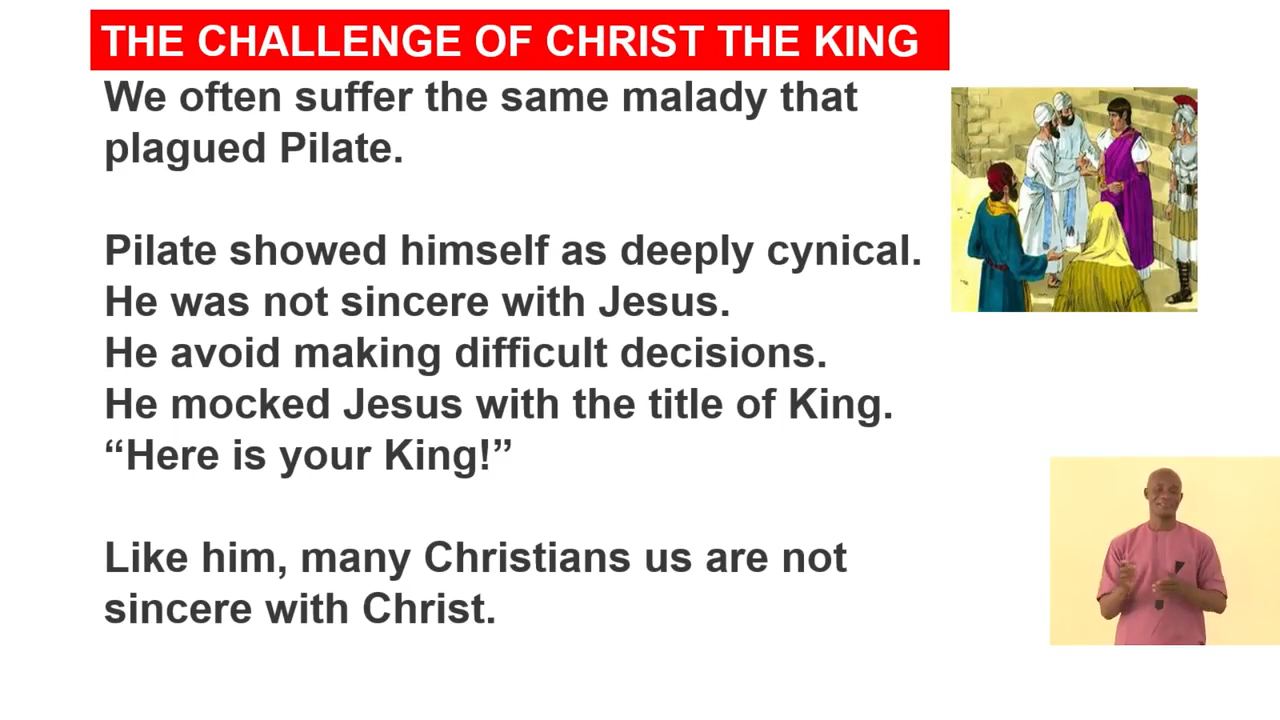 THE CHALLENGE OF CHRIST THE KING
We often suffer the same malady that
plagued Pilate.
Pilate showed himself as deeply cynical.
He was not sincere with Jesus.
He avoid making difficult decisions.
He mocked Jesus with the title of King.
“Here is your King!”
Like him, many Christians us are not
sincere with Christ.